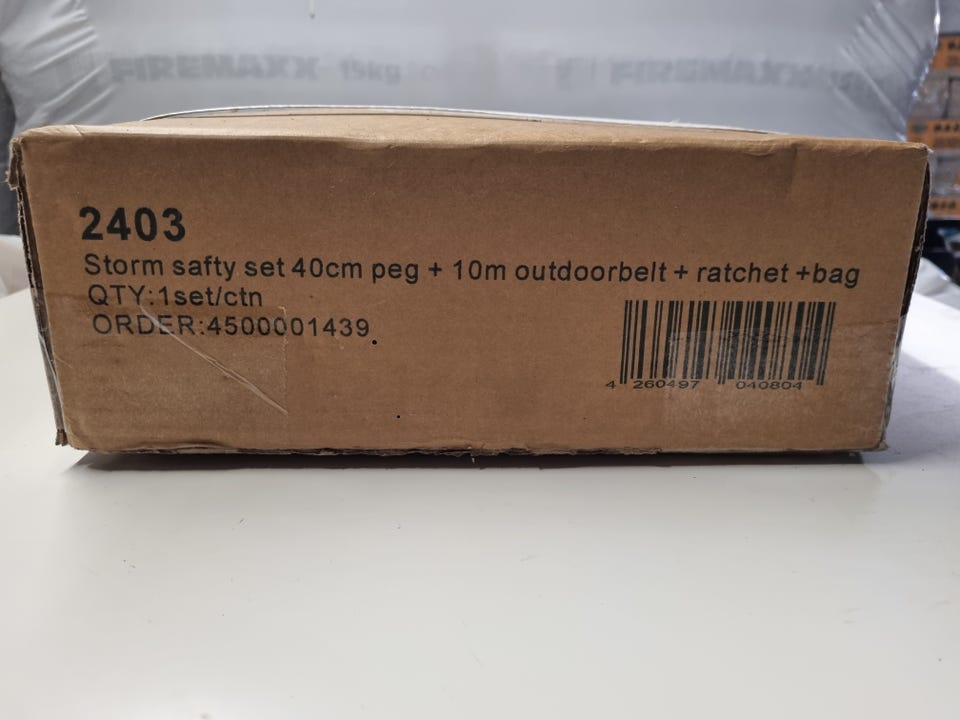 FIREMAXX 15kg
FIREMAXX
2403
Storm safty set 40cm peg + 10m outdoorbelt + ratchet +bag
QTY:1set/ctn
ORDER:4500001439
4 260497 040804